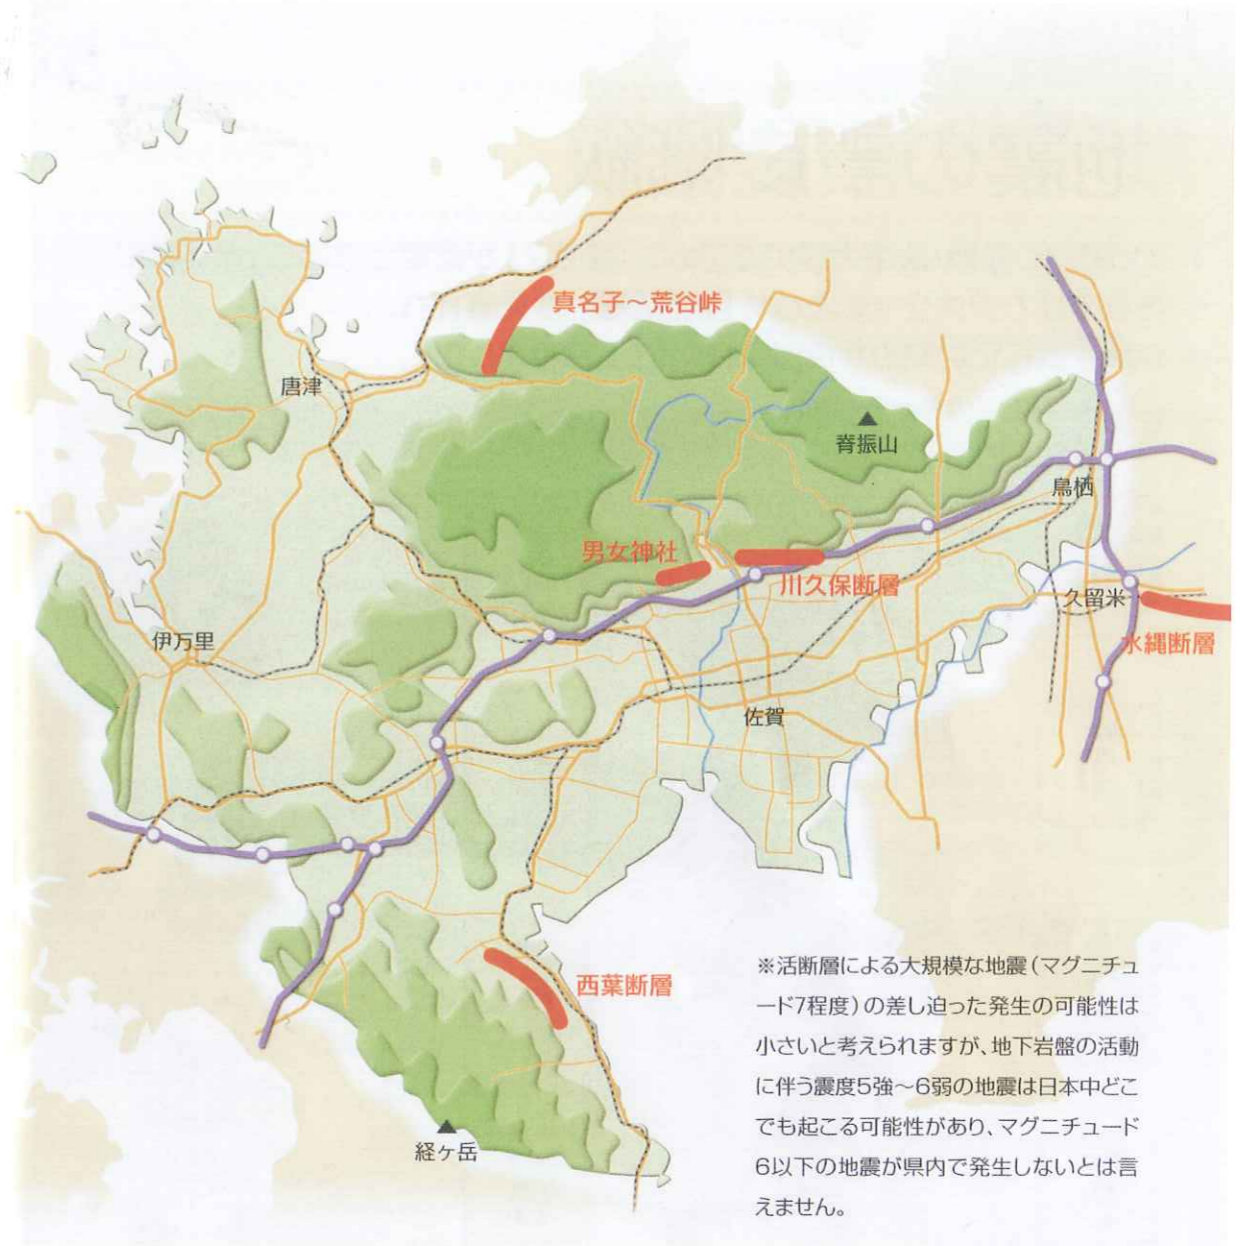 真名子～荒谷峠
唐津
脊振山
鳥栖
男女神社
川久保断層
久留米
伊万里
水縄断層
佐賀
西葉断層
経ケ岳
※活断層による大規模な地震(マグニチュ
ード7程度)の差し迫った発生の可能性は
小さいと考えられますが、地下岩盤の活動
に伴う震度5強～6弱の地震は日本中どこ
でも起こる可能性があり、マグニチュード
6以下の地震が県内で発生しないとは言
えません。